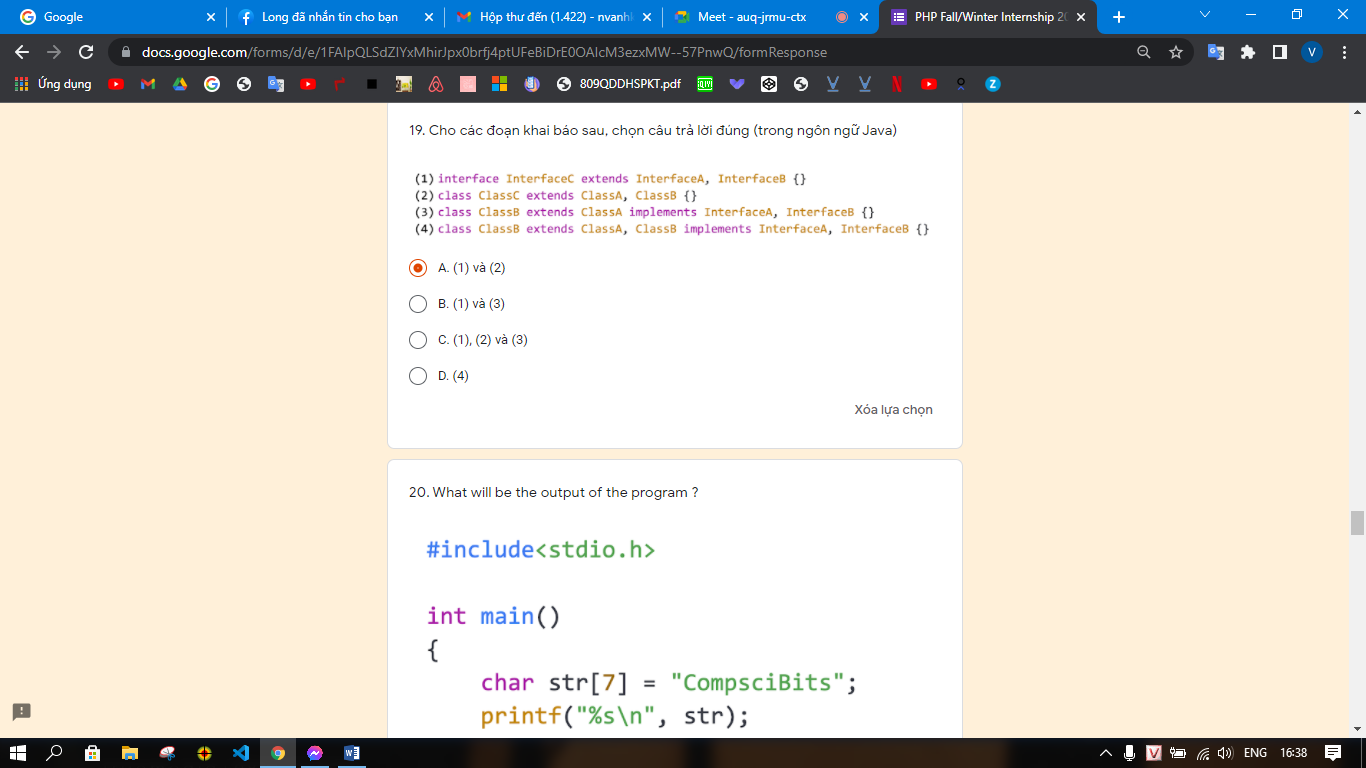 Google
Long đã nhắn tin cho bạn
Hộp thư đến (1.422) - nvanh
Meet - auq-jrmu-ctx
PHP Fall/Winter Internship 20
docs.google.com/forms/d/e/1FAIpQLSdZIYxMhirJpx0brfj4ptUFeBiDrE0OAIcM3ezxMW--57PnwQ/formResponse
V
Ứng dụng
809QDDHSPKT.pdf
19. Cho các đoạn khai báo sau, chọn câu trả lời đúng (trong ngôn ngữ Java)
(1) interface InterfaceC extends InterfaceA, InterfaceB {}
(2) class ClassC extends ClassA, ClassB {}
(3) class ClassB extends ClassA implements InterfaceA, InterfaceB {}
(4) class ClassB extends ClassA, ClassB implements InterfaceA, InterfaceB {}
A. (1) và (2)
B. (1) và (3)
C. (1), (2) và (3)
D. (4)
Xóa lựa chọn
20. What will be the output of the program ?
#include<stdio.h>
int main()
{
char str[7] = "CompsciBits";
printf("%s\n", str);
ENG
16:38